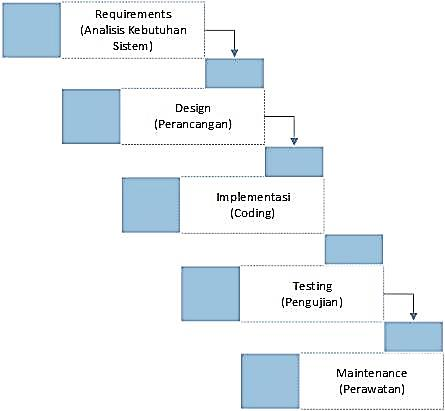 Requirements
(Analisis Kebutuhan
Sistem)
Design
(Perancangan)
Implementasi
(Coding)
Testing
(Pengujian)
Maintenance
(Perawatan)